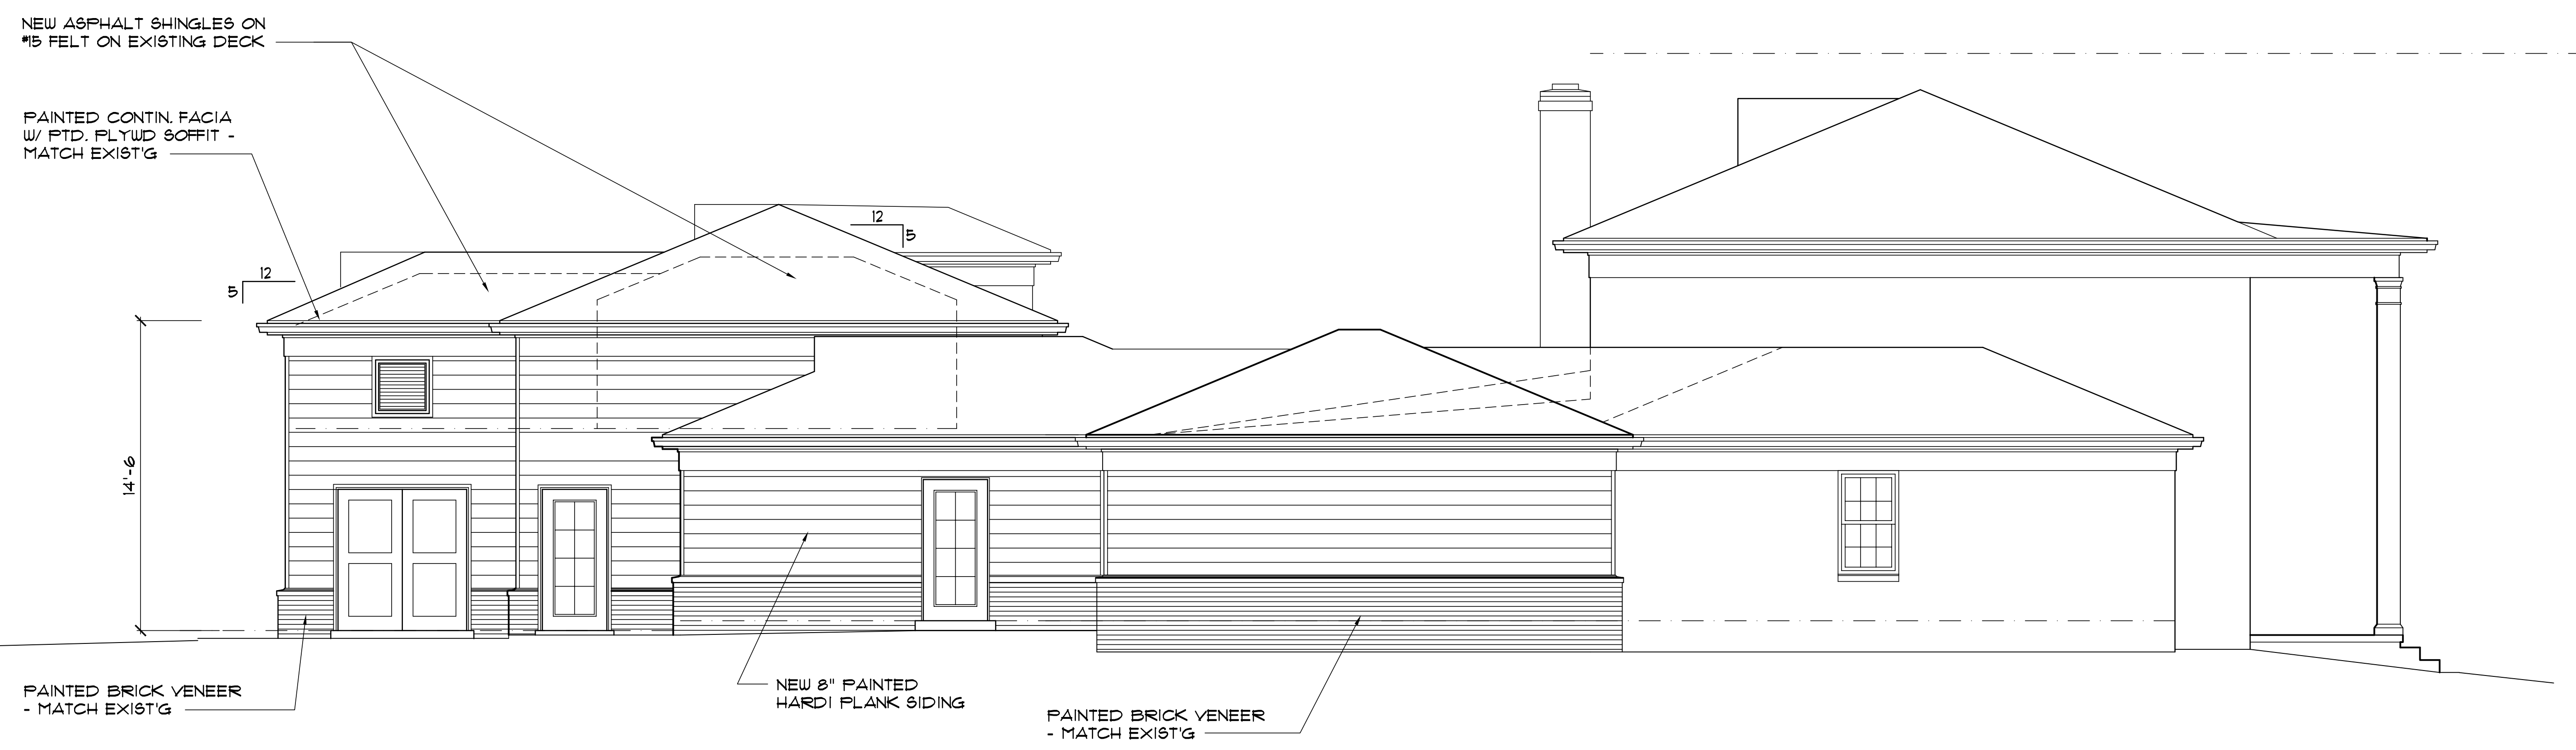 NEW ASPHALT SHINGLES ON
#15 FELT ON EXISTING DECK
PAINTED CONTIN. FACIA
W/ PTD. PLYWD SOFFIT -
MATCH EXIST'G
12
5
12
5
14'-6
PAINTED BRICK VENEER
- MATCH EXIST'G
NEW 8" PAINTED
HARDI PLANK SIDING
PAINTED BRICK VENEER
- MATCH EXIST'G